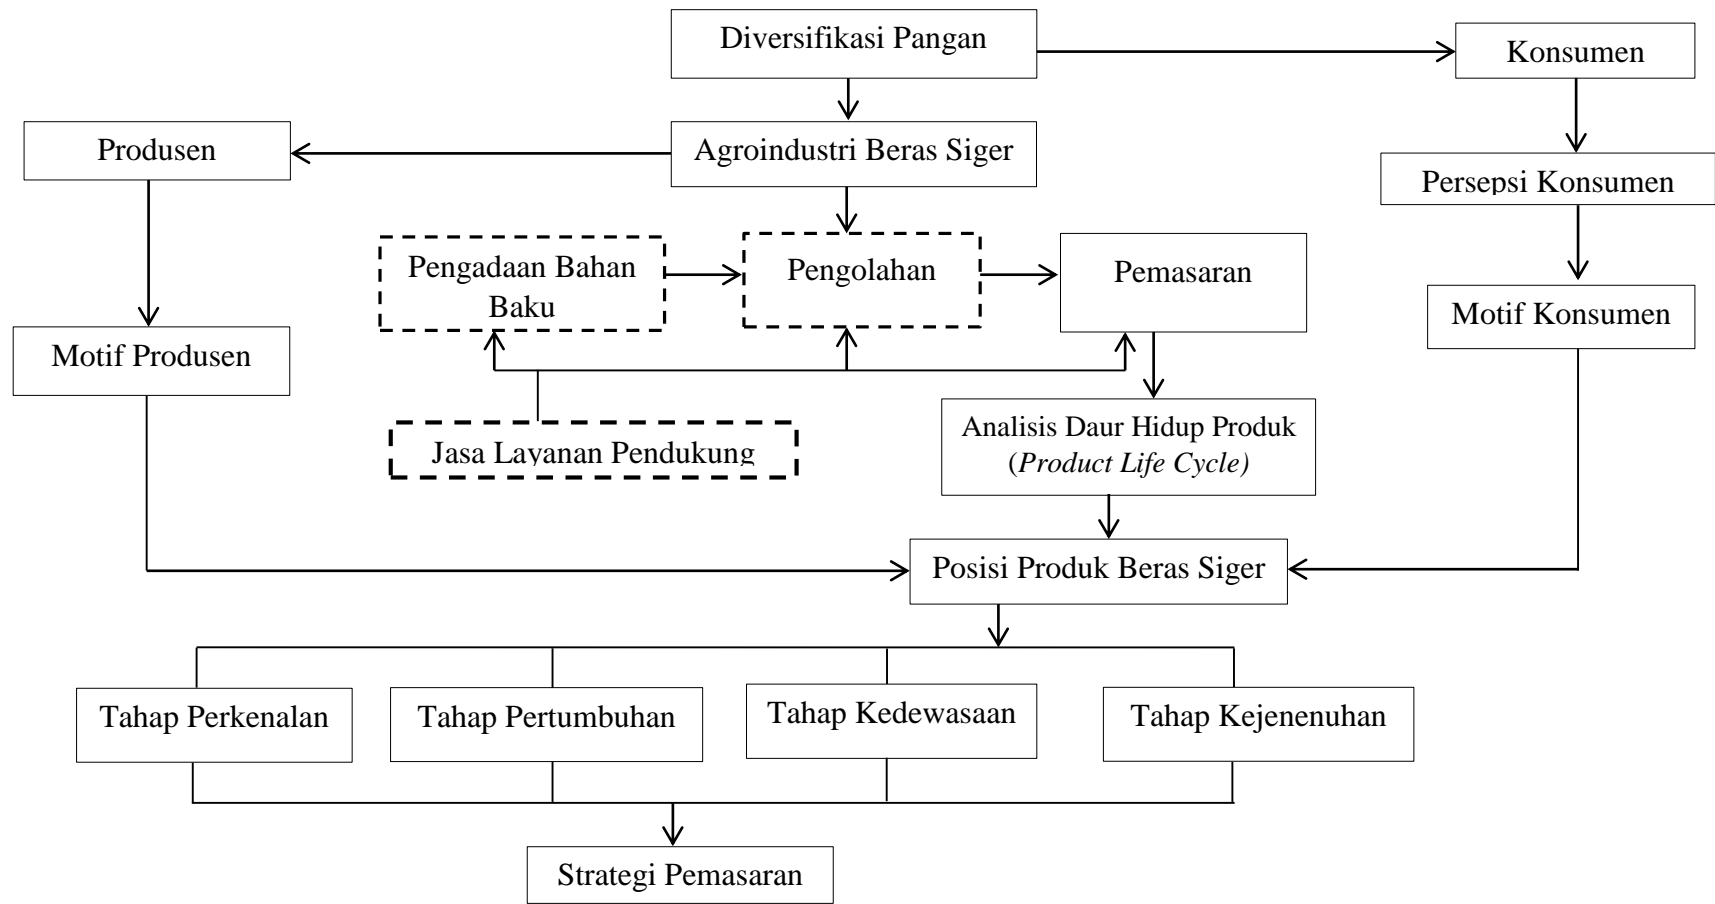 Diversifikasi Pangan
Konsumen
Produsen
Agroindustri Beras Siger
Persepsi Konsumen
Pengadaan Bahan
Baku
Pengolahan
Pemasaran
Motif Konsumen
Motif Produsen
Analisis Daur Hidup Produk
(Product Life Cycle)
Jasa Layanan Pendukung
Posisi Produk Beras Siger
Tahap Perkenalan
Tahap Pertumbuhan
Tahap Kedewasaan
Tahap Kejenenuhan
Strategi Pemasaran